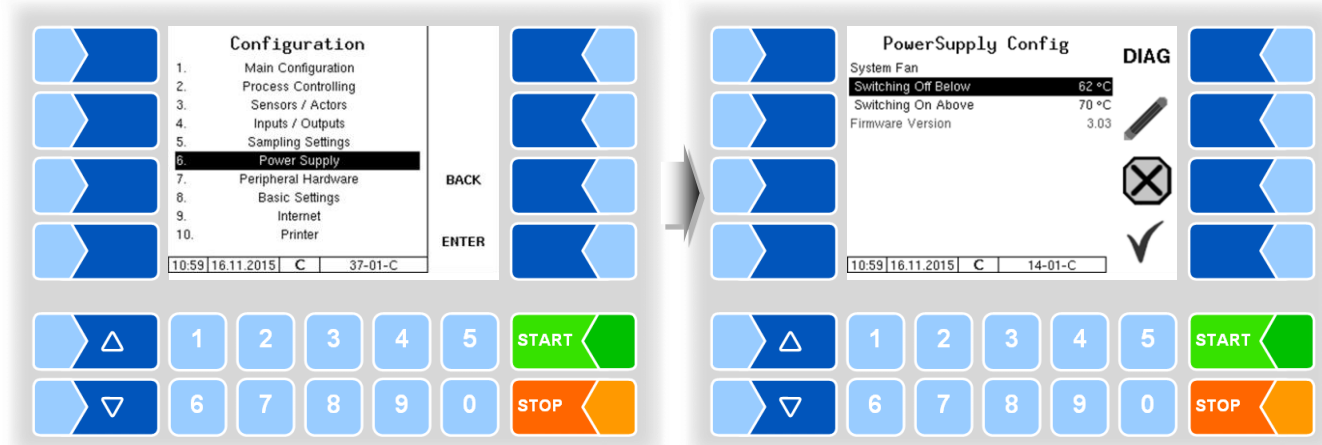 Configuration
1. Main Configuration
2. Process Controlling
3. Sensors / Actors
4. Inputs / Outputs
5. Sampling Settings
6. Power Supply
7. Peripheral Hardware
8. Basic Settings
9. Internet
10. Printer
BACK
ENTER
10:59 16.11.2015 C 37-01-C
1 2 3 4 5 START
6 7 8 9 0 STOP
PowerSupply Config
DIAG
System Fan
Switching Off Below 62 °C
Switching On Above 70 °C
Firmware Version 3.03
10:59 16.11.2015 C 14-01-C
1 2 3 4 5 START
6 7 8 9 0 STOP